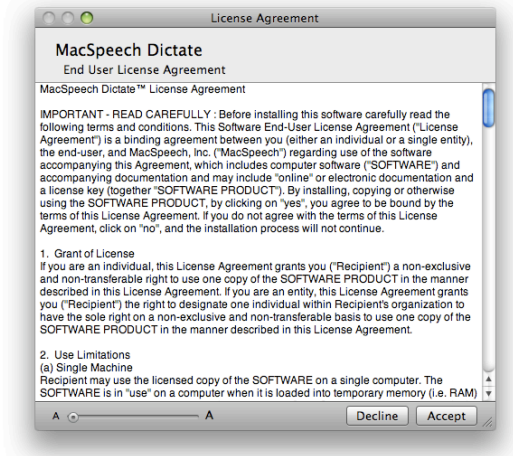 License Agreement
MacSpeech Dictate
End User License Agreement
MacSpeech Dictate™ License Agreement
IMPORTANT - READ CAREFULLY : Before installing this software carefully read the
following terms and conditions. This Software End-User License Agreement ("License
Agreement") is a binding agreement between you (either an individual or a single entity),
the end-user, and MacSpeech, Inc. ("MacSpeech") regarding use of the software
accompanying this Agreement, which includes computer software ("SOFTWARE") and
accompanying documentation and may include "online" or electronic documentation and
a license key (together "SOFTWARE PRODUCT"). By installing, copying or otherwise
using the SOFTWARE PRODUCT, by clicking on "yes", you agree to be bound by the
terms of this License Agreement. If you do not agree with the terms of this License
Agreement, click on "no", and the installation process will not continue.
1. Grant of License
If you are an individual, this License Agreement grants you ("Recipient") a non-exclusive
and non-transferable right to use one copy of the SOFTWARE PRODUCT in the manner
described in this License Agreement. If you are an entity, this License Agreement grants
you ("Recipient") the right to designate one individual within Recipient's organization to
have the sole right on a non-exclusive and non-transferable basis to use one copy of the
SOFTWARE PRODUCT in the manner described in this License Agreement.
2. Use Limitations
(a) Single Machine
Recipient may use the licensed copy of the SOFTWARE on a single computer. The
SOFTWARE is in "use" on a computer when it is loaded into temporary memory (i.e. RAM)
A A Decline Accept